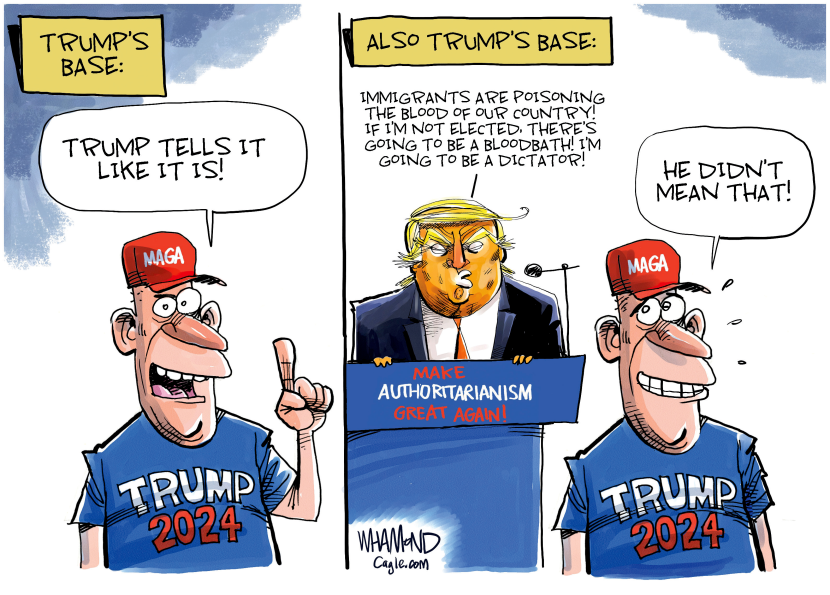 TRUMP'S
BASE:
TRUMP TELLS IT
LIKE IT IS!
MAGA
TRUMP
2024
ALSO TRUMP'S BASE:
IMMIGRANTS ARE POISONING
THE BLOOD OF OUR COUNTRY!
IF I'M NOT ELECTED, THERE'S
GOING TO BE A BLOODBATH! I'M
GOING TO BE A DICTATOR!
HE DIDN'T
MEAN THAT!
MAGA
MAKE
AUTHORITARIANISM
GREAT AGAIN!
TRUMP
2024
WHAMOND
Cagle.com